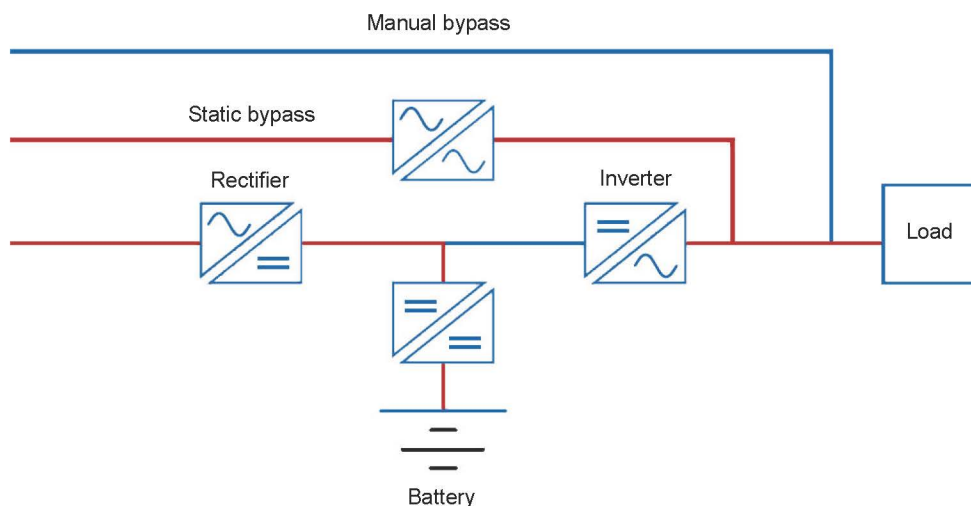 Manual bypass
Static bypass
Rectifier
Inverter
Load
Battery